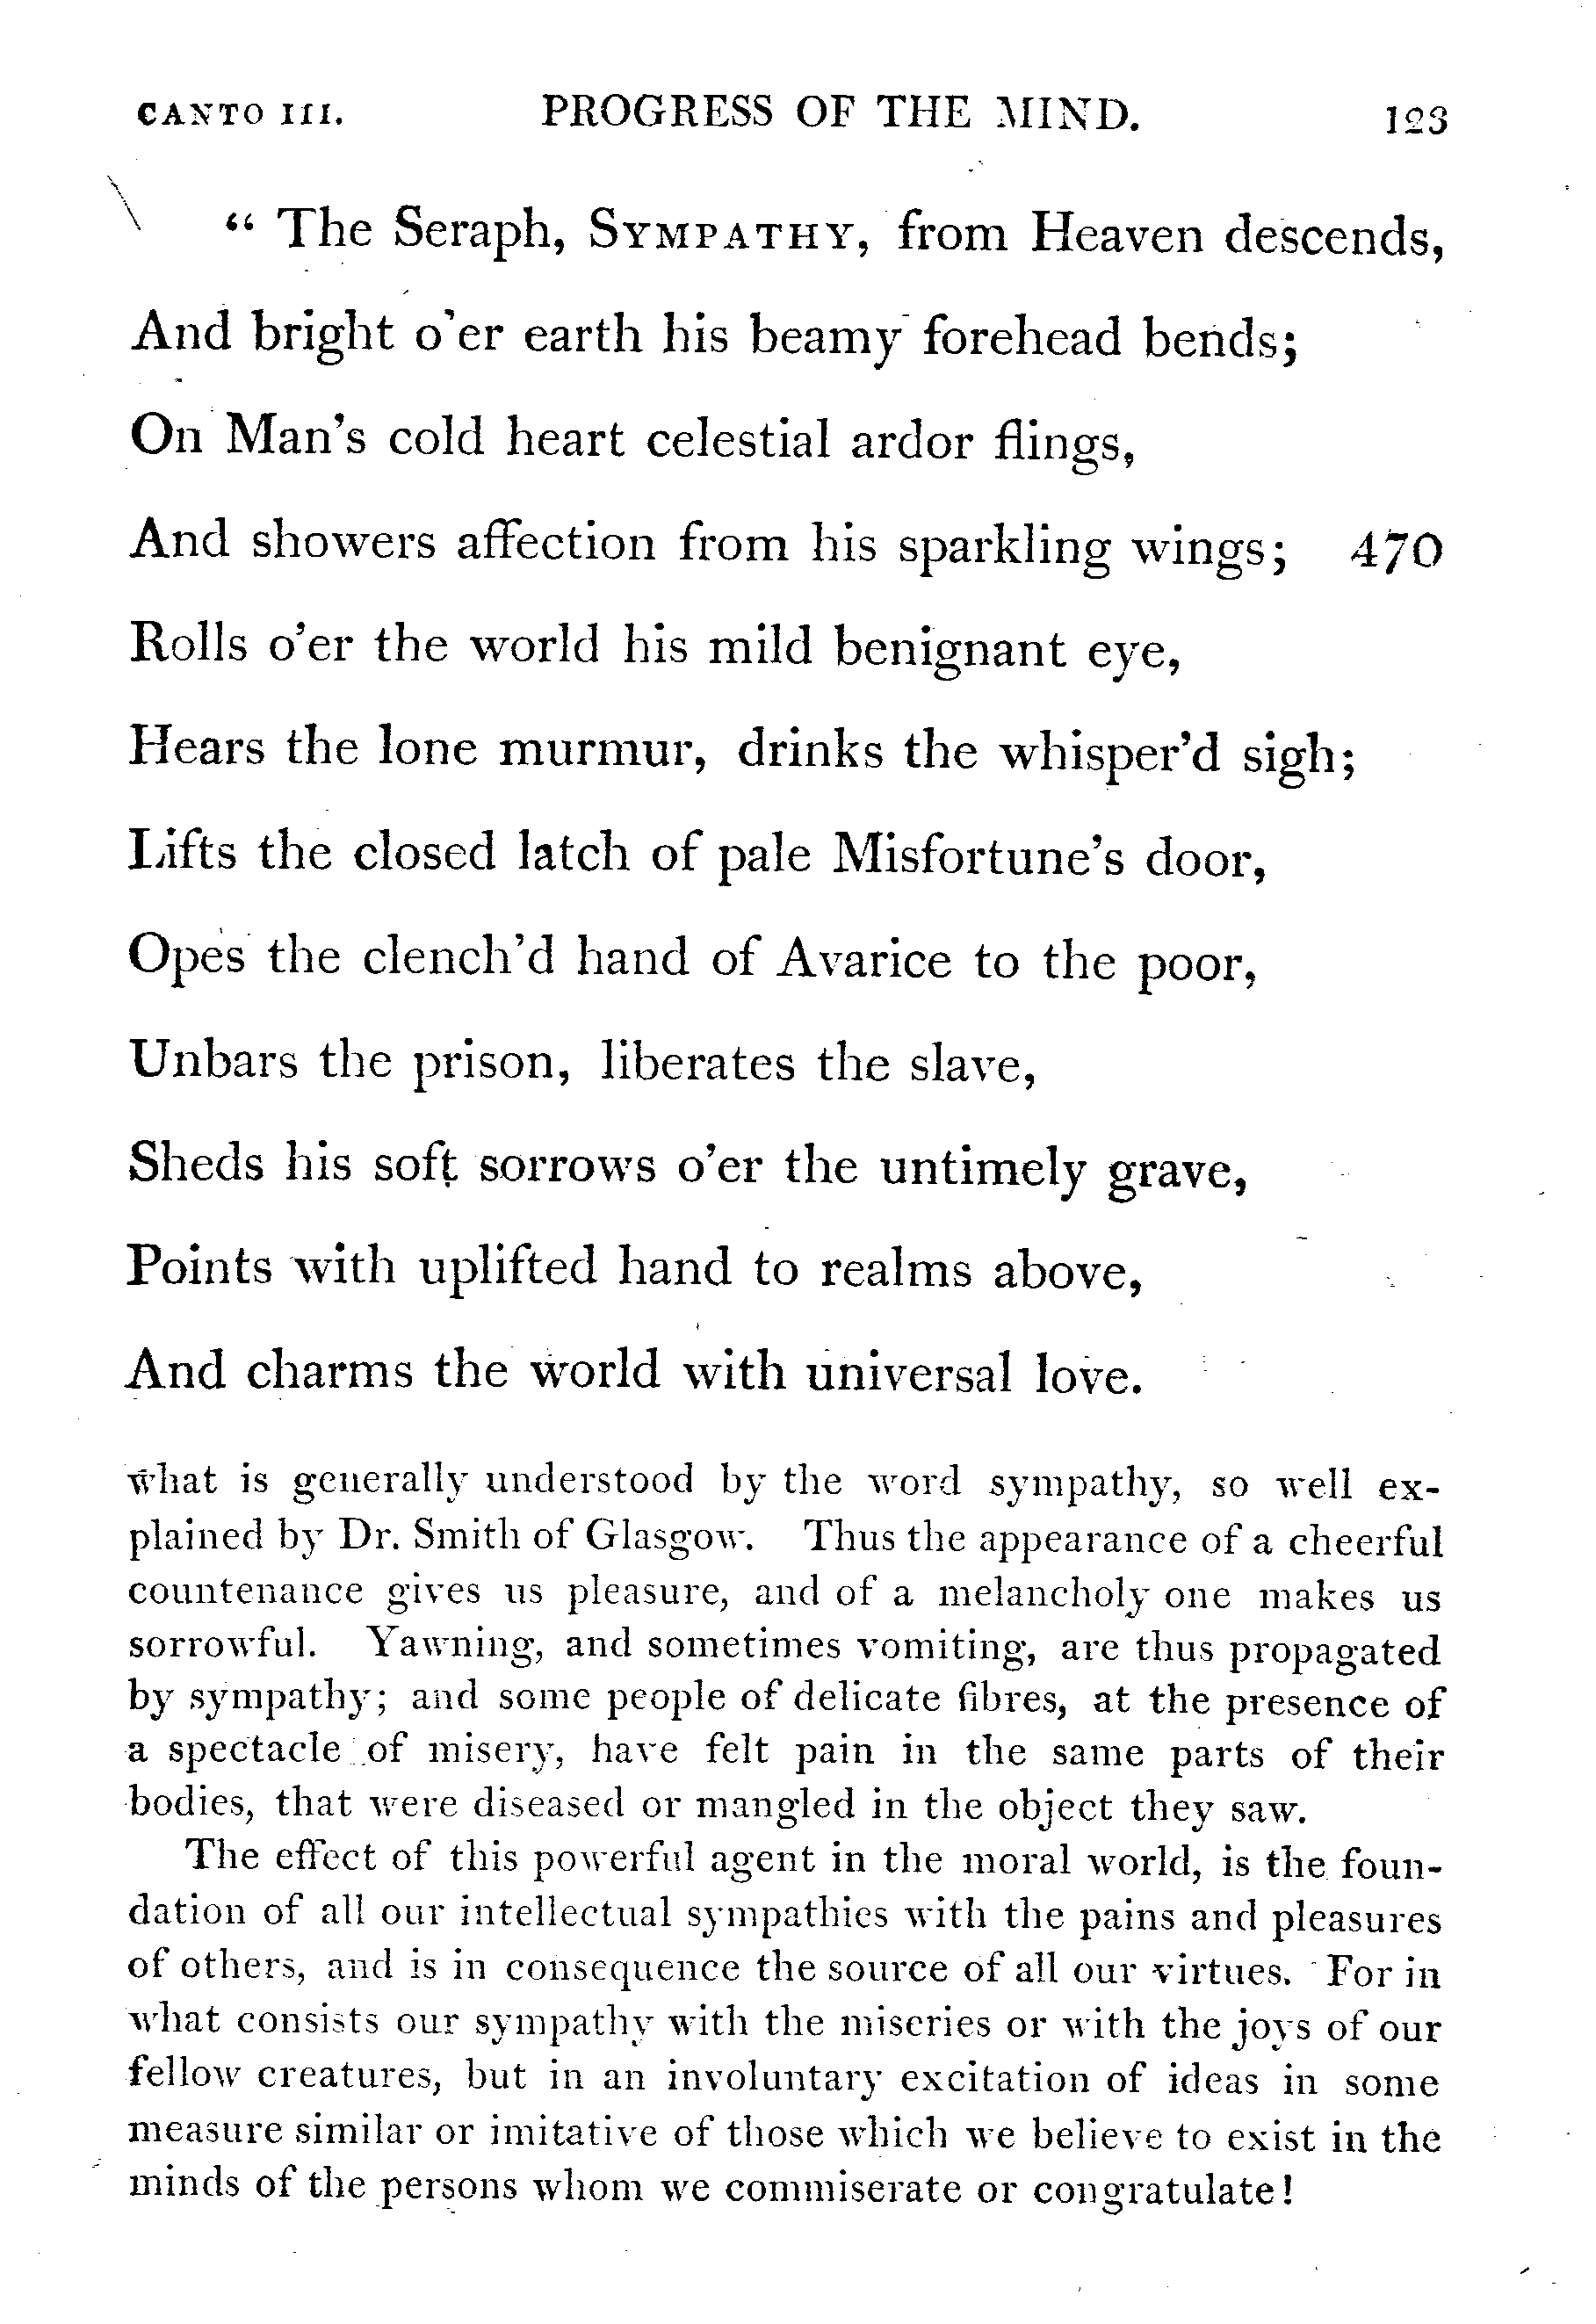 CANTO III. PROGRESS OF THE MIND. 123
“ The Seraph, SYMPATHY, from Heaven descends,
And bright o’er earth his beamy forehead bends;
On Man’s cold heart celestial ardor flings,
And showers affection from his sparkling wings; 470
Rolls o’er the world his mild benignant eye,
Hears the lone murmur, drinks the whisper’d sigh;
Lifts the closed latch of pale Misfortune’s door,
Opes the clench’d hand of Avarice to the poor,
Unbars the prison, liberates the slave,
Sheds his soft sorrows o’er the untimely grave,
Points with uplifted hand to realms above,
And charms the world with universal love.
what is generally understood by the word sympathy, so well ex-
plained by Dr. Smith of Glasgow. Thus the appearance of a cheerful
countenance gives us pleasure, and of a melancholy one makes us
sorrowful. Yawning, and sometimes vomiting, are thus propagated
by sympathy; and some people of delicate fibres, at the presence of
a spectacle of misery, have felt pain in the same parts of their
bodies, that were diseased or mangled in the object they saw.
The effect of this powerful agent in the moral world, is the foun-
dation of all our intellectual sympathies with the pains and pleasures
of others, and is in consequence the source of all our virtues. For in
what consists our sympathy with the miseries or with the joys of our
fellow creatures, but in an involuntary excitation of ideas in some
measure similar or imitative of those which we believe to exist in the
minds of the persons whom we commiserate or congratulate!